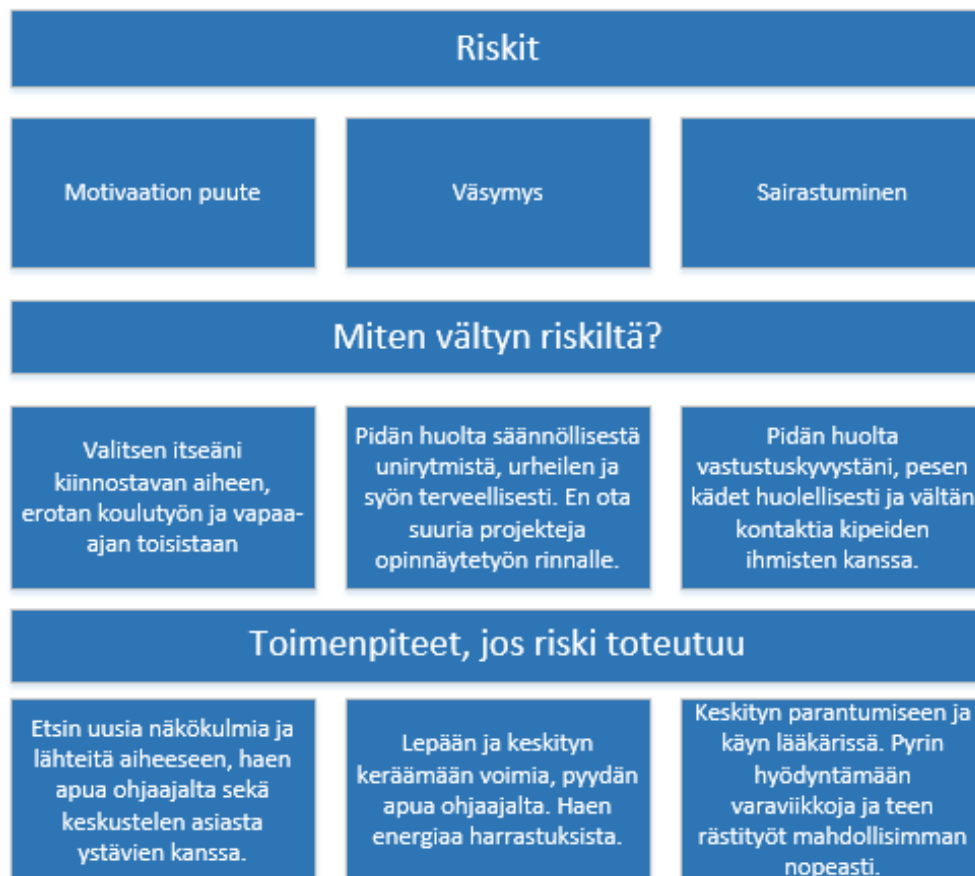 Riskit
Motivaation puute
Väsymys
Sairastuminen
Miten vältyn riskiltä?
Valitsen itseäni
kiinnostavan aiheen,
erotan koulutyön ja vapaa-
ajan toisistaan
Pidän huolta säännöllisestä
unirytmistä, urheilen ja
syön terveellisesti. En ota
suuria projekteja
opinnäytetyön rinnalle.
Pidän huolta
vastustuskyvystäni, pesen
kädet huolellisesti ja vältän
kontaktia kipeiden
ihmisten kanssa.
Toimenpiteet, jos riski toteutuu
Etsin uusia näkökulmia ja
lähteitä aiheeseen, haen
apua ohjaajalta sekä
keskustelen asiasta
ystävien kanssa.
Lepään ja keskityn
keräämään voimia, pyydän
apua ohjaajalta. Haen
energiaa harrastuksista.
Keskityn parantumiseen ja
käyn lääkärissä. Pyrin
hyödyntämään
varaviikkoja ja teen
rästityöt mahdollisimman
nopeasti.